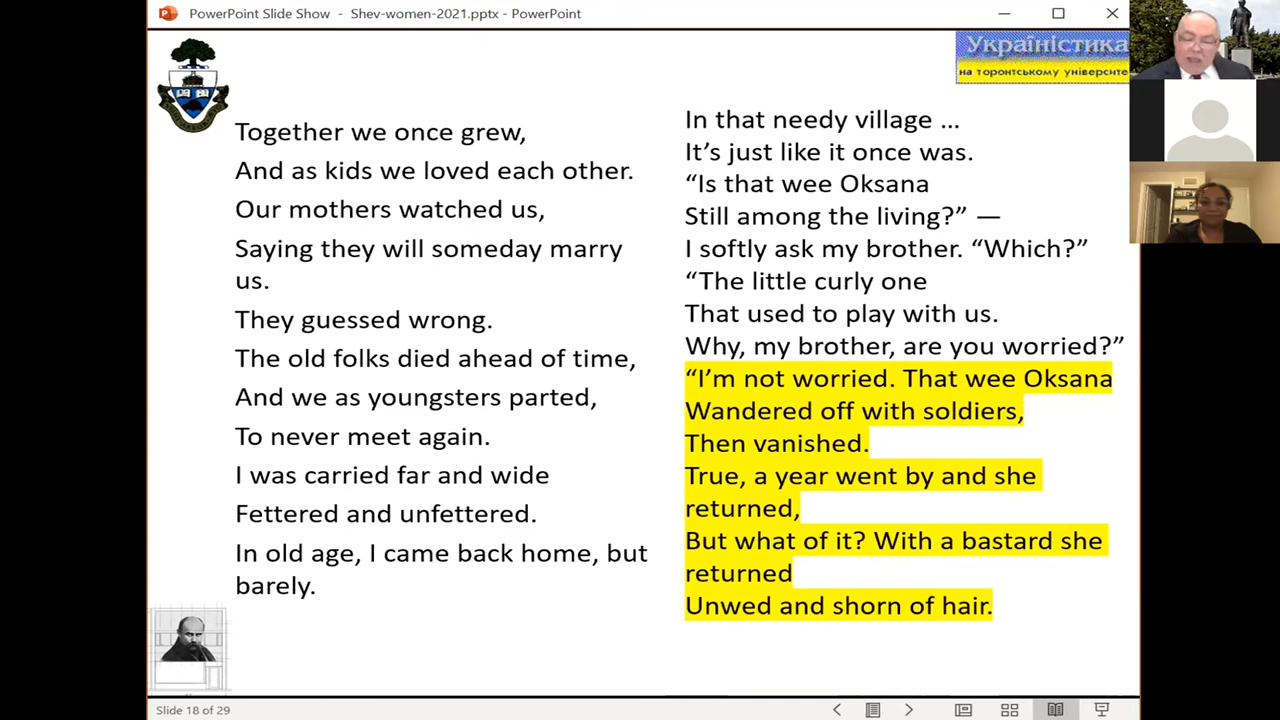 PowerPoint Slide Show - Shev-women-2021.pptx - PowerPoint
Україністика
на торонтському університе
Together we once grew,
And as kids we loved each other.
Our mothers watched us,
Saying they will someday marry
us.
They guessed wrong.
The old folks died ahead of time,
And we as youngsters parted,
To never meet again.
I was carried far and wide
Fettered and unfettered.
In old age, I came back home, but
barely.
In that needy village …
It’s just like it once was.
“Is that wee Oksana
Still among the living?” —
I softly ask my brother. “Which?”
“The little curly one
That used to play with us.
Why, my brother, are you worried?”
“I’m not worried. That wee Oksana
Wandered off with soldiers,
Then vanished.
True, a year went by and she
returned,
But what of it? With a bastard she
returned
Unwed and shorn of hair.
Slide 18 of 29